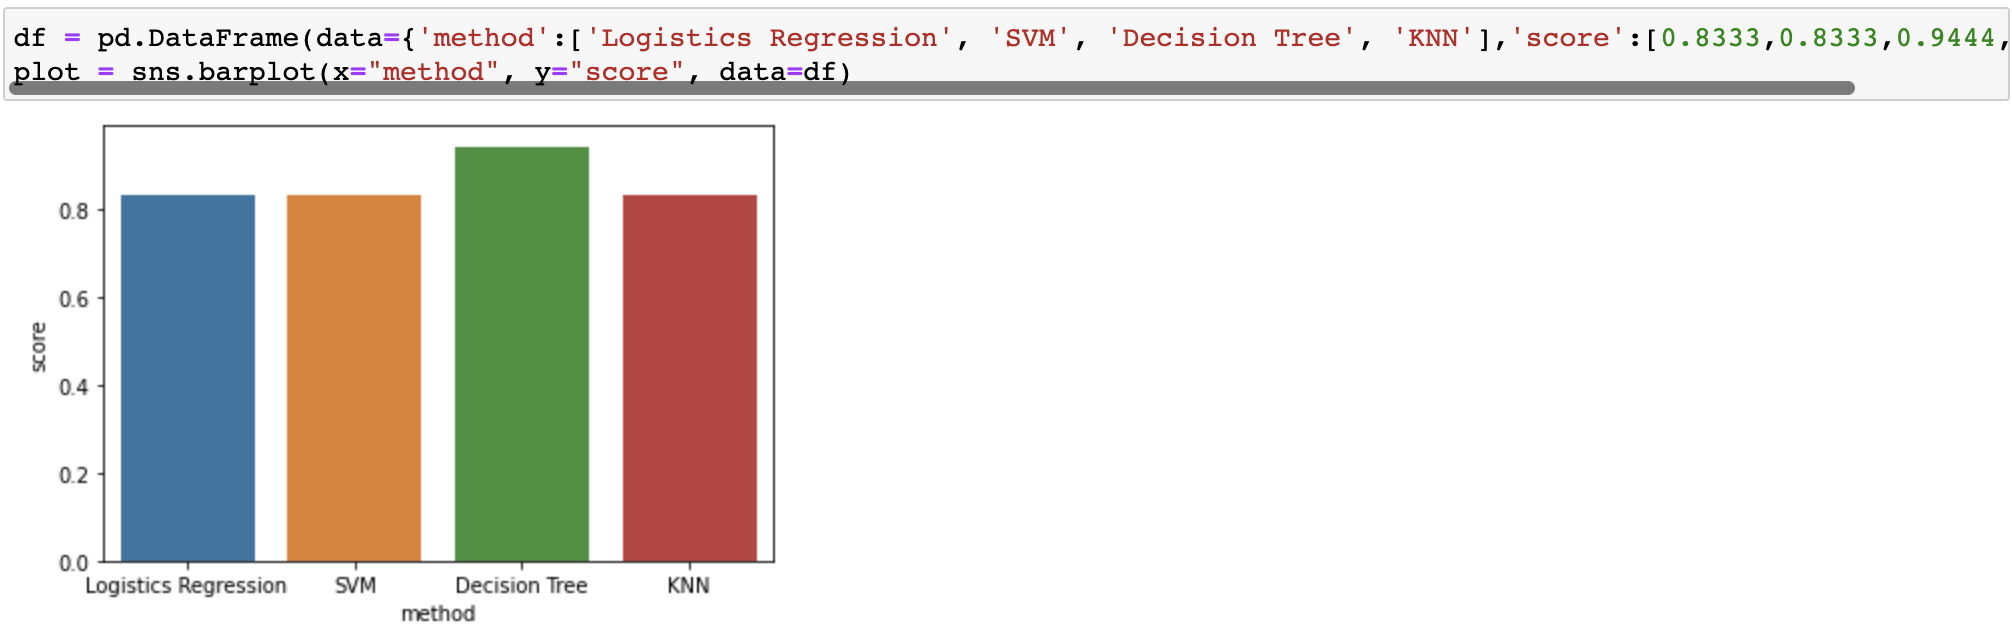 df = pd.DataFrame(data={'method':['Logistics Regression', 'SVM', 'Decision Tree', 'KNN'],'score':[0.8333,0.8333,0.9444,
plot = sns.barplot(x="method", y="score", data=df)
0.8
0.6
0.4
0.2
0.0
score
Logistics Regression SVM Decision Tree KNN
method